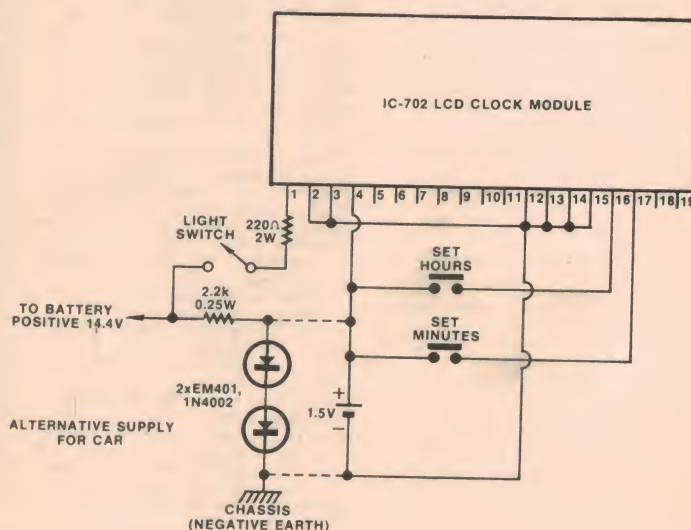 IC-702 LCD CLOCK MODULE
1 2 3 4 5 6 7 8 9 10 11 12 13 14 15 16 17 18 19
LIGHT
SWITCH
220Ω
2W
SET
HOURS
2.2k
0.25W
TO BATTERY
POSITIVE 14.4V
SET
MINUTES
2xEM401,
1N4002
+
1.5V
−
ALTERNATIVE SUPPLY
FOR CAR
CHASSIS
(NEGATIVE EARTH)